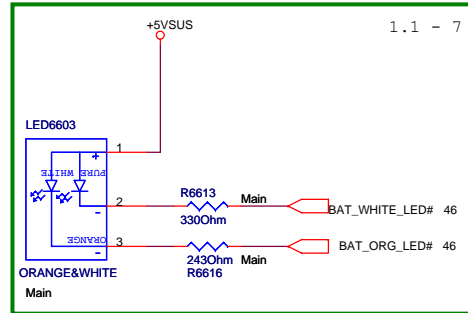 +5VSUS
1.1 - 7
LED6603
1
+
PURE WHITE
2
-
R6613
330Ohm
Main
BAT_WHITE_LED# 46
ORANGE
3
-
243Ohm
R6616
Main
BAT_ORG_LED# 46
ORANGE&WHITE
Main